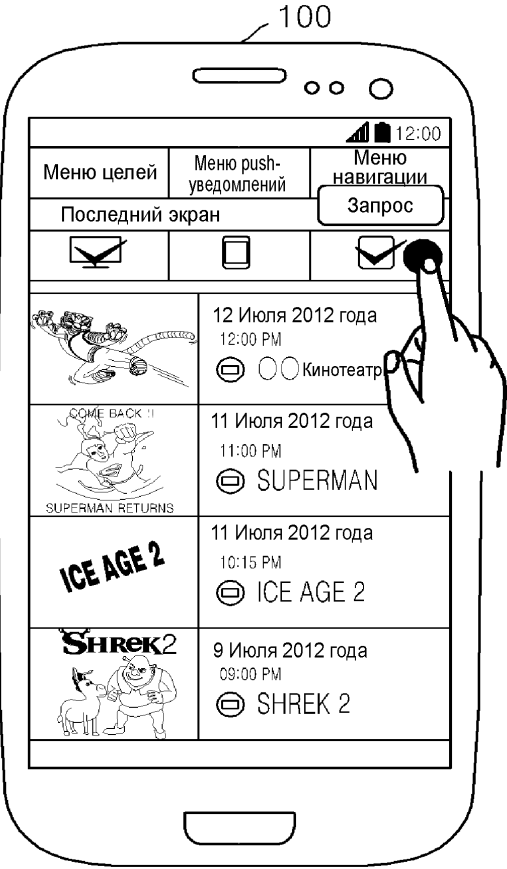 100
12:00
Меню целей
Меню push-
уведомлений
Меню
навигации
Последний экран
Запрос
12 Июля 2012 года
12:00 PM
Кинотеатр
COME BACK !!
SUPERMAN RETURNS
11 Июля 2012 года
11:00 PM
SUPERMAN
ICE AGE 2
11 Июля 2012 года
10:15 PM
ICE AGE 2
SHREK 2
9 Июля 2012 года
09:00 PM
SHREK 2